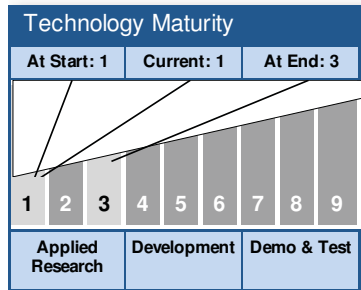 Technology Maturity
At Start: 1 Current: 1 At End: 3
1 2 3 4 5 6 7 8 9
Applied Development Demo & Test
Research